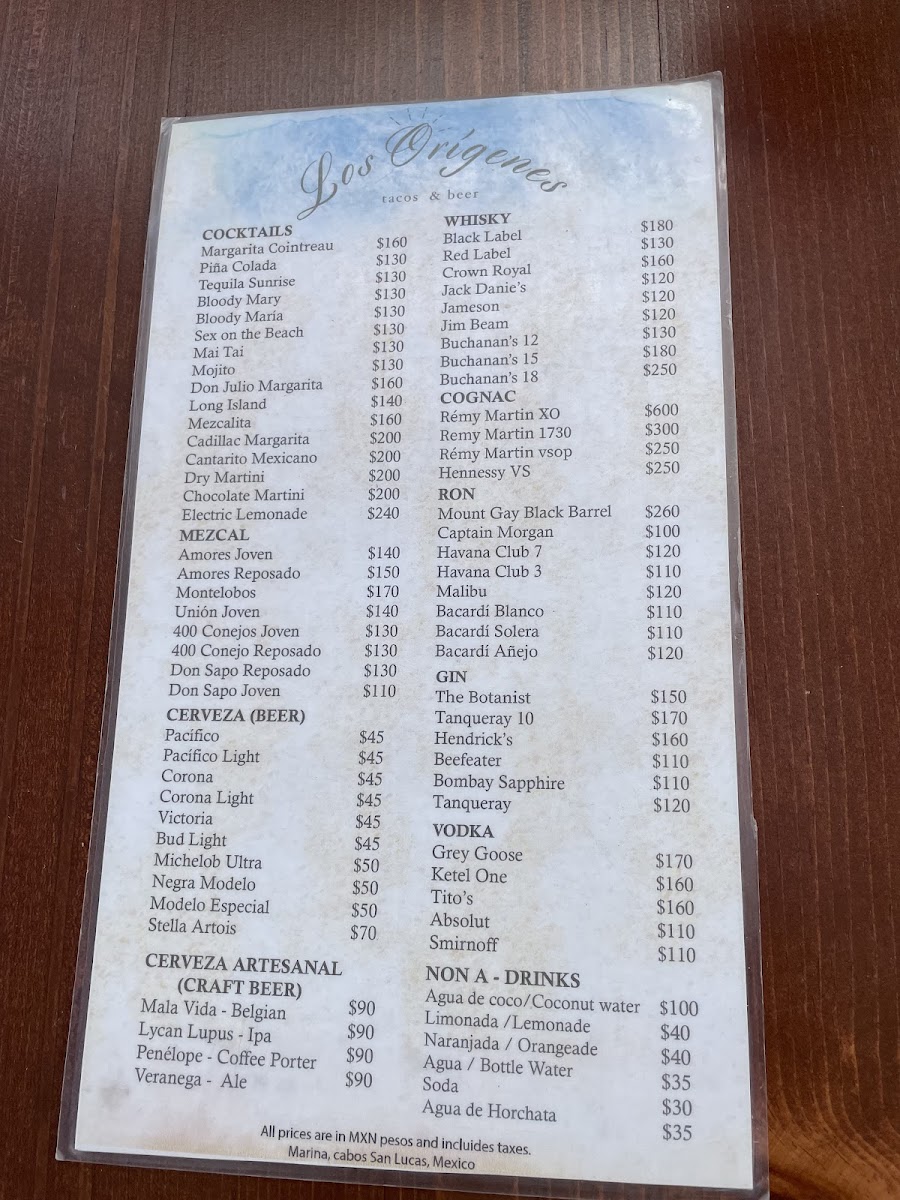 Los Orígenes
tacos & beer
COCKTAILS
Margarita Cointreau $160
Piña Colada $130
Tequila Sunrise $130
Bloody Mary $130
Bloody María $130
Sex on the Beach $130
Mai Tai $130
Mojito $130
Don Julio Margarita $160
Long Island $140
Mezcalita $160
Cadillac Margarita $200
Cantarito Mexicano $200
Dry Martini $200
Chocolate Martini $200
Electric Lemonade $240
MEZCAL
Amores Joven $140
Amores Reposado $150
Montelobos $170
Unión Joven $140
400 Conejos Joven $130
400 Conejo Reposado $130
Don Sapo Reposado $130
Don Sapo Joven $110
CERVEZA (BEER)
Pacífico $45
Pacífico Light $45
Corona $45
Corona Light $45
Victoria $45
Bud Light $45
Michelob Ultra $50
Negra Modelo $50
Modelo Especial $50
Stella Artois $70
CERVEZA ARTESANAL
(CRAFT BEER)
Mala Vida - Belgian $90
Lycan Lupus - Ipa $90
Penélope - Coffee Porter $90
Veranega - Ale $90
WHISKY
Black Label $180
Red Label $130
Crown Royal $160
Jack Danie's $120
Jameson $120
Jim Beam $120
Buchanan's 12 $130
Buchanan's 15 $180
Buchanan's 18 $250
COGNAC
Rémy Martin XO $600
Remy Martin 1730 $300
Rémy Martin vsop $250
Hennessy VS $250
RON
Mount Gay Black Barrel $260
Captain Morgan $100
Havana Club 7 $120
Havana Club 3 $110
Malibu $120
Bacardí Blanco $110
Bacardí Solera $110
Bacardí Añejo $120
GIN
The Botanist $150
Tanqueray 10 $170
Hendrick's $160
Beefeater $110
Bombay Sapphire $110
Tanqueray $120
VODKA
Grey Goose $170
Ketel One $160
Tito's $160
Absolut $110
Smirnoff $110
NON A - DRINKS
Agua de coco/Coconut water $100
Limonada /Lemonade $40
Naranjada / Orangeade $40
Agua / Bottle Water $35
Soda $30
Agua de Horchata $35
All prices are in MXN pesos and incluides taxes.
Marina, cabos San Lucas, Mexico